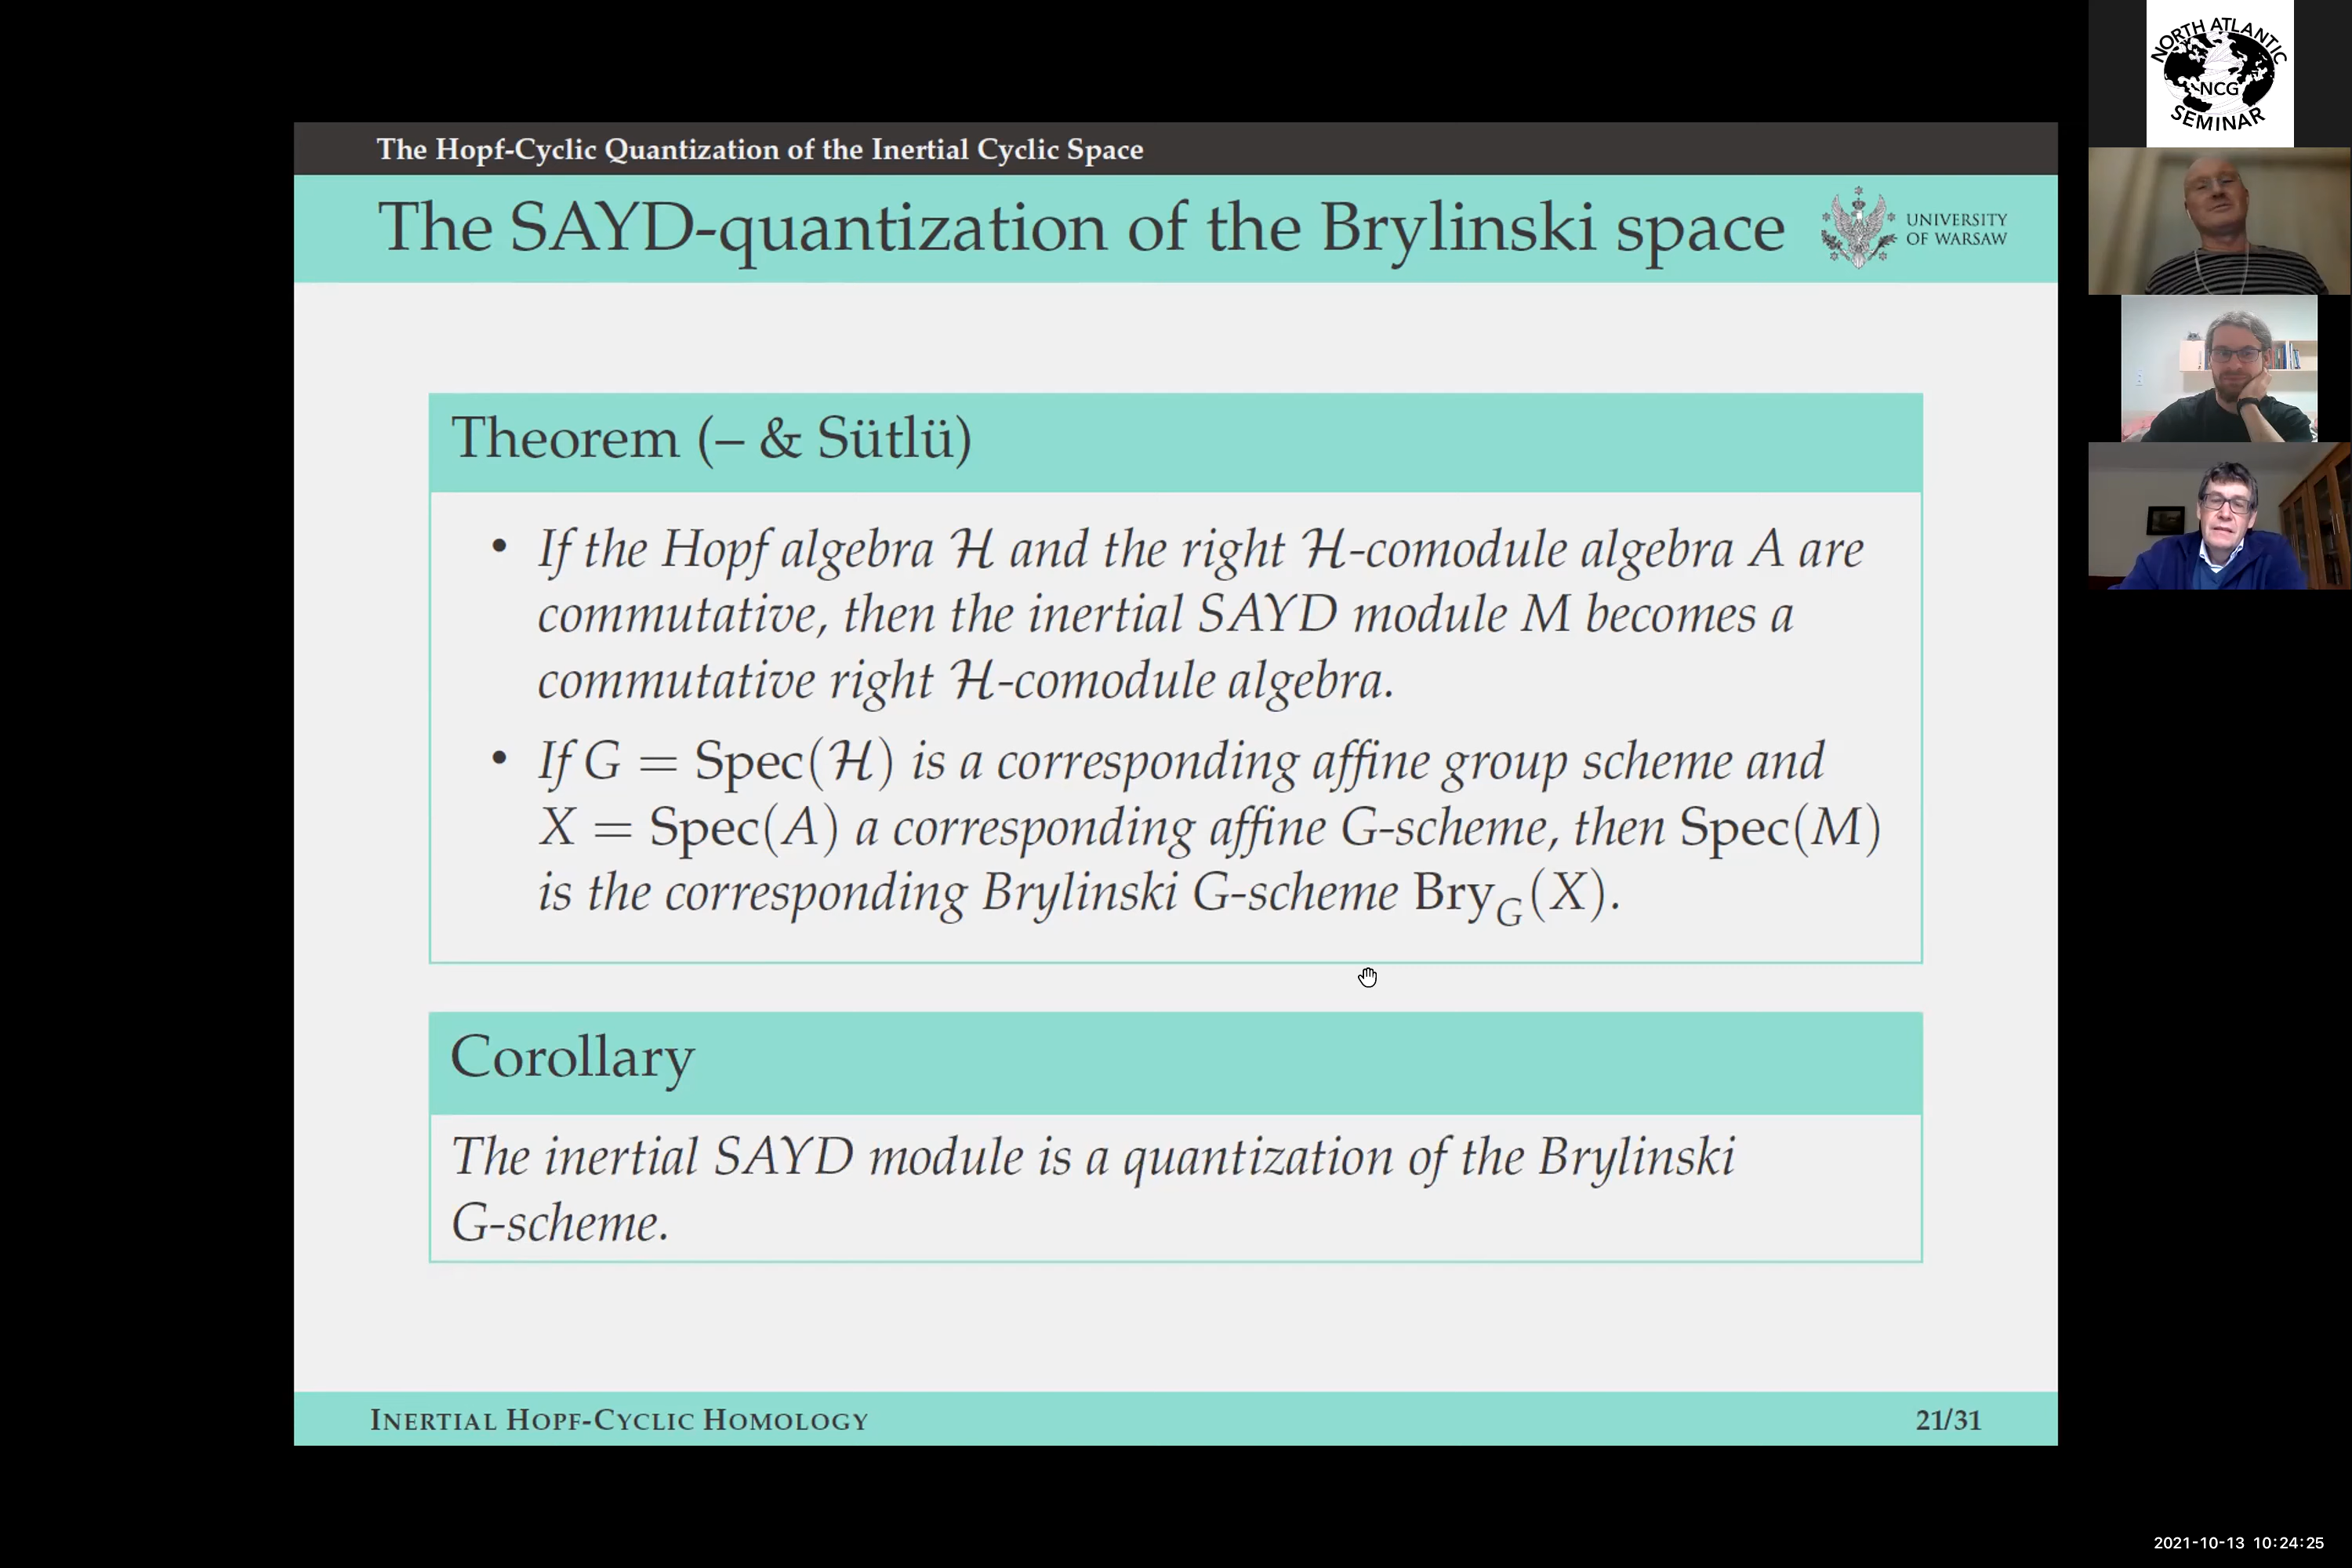 The Hopf-Cyclic Quantization of the Inertial Cyclic Space
The SAYD-quantization of the Brylinski space
UNIVERSITY
OF WARSAW
Theorem (– & Sütlü)
• If the Hopf algebra ℋ and the right ℋ-comodule algebra A are
commutative, then the inertial SAYD module M becomes a
commutative right ℋ-comodule algebra.
• If G = Spec(ℋ) is a corresponding affine group scheme and
X = Spec(A) a corresponding affine G-scheme, then Spec(M)
is the corresponding Brylinski G-scheme Bry_G(X).
Corollary
The inertial SAYD module is a quantization of the Brylinski
G-scheme.
INERTIAL HOPF-CYCLIC HOMOLOGY
21/31
NORTH ATLANTIC
NCG
SEMINAR
2021-10-13 10:24:25